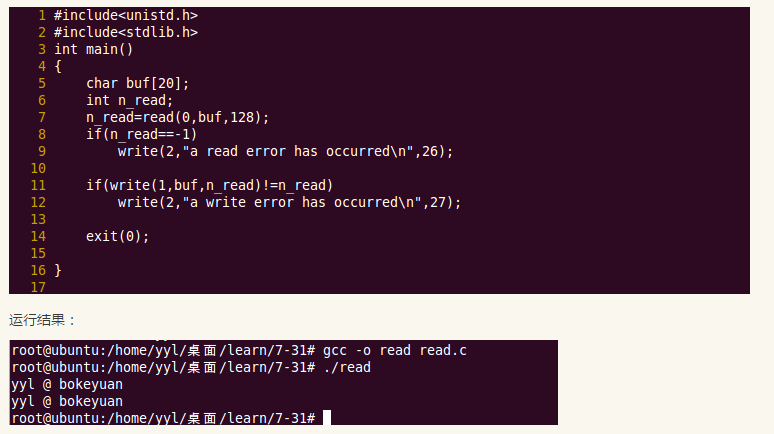 1 #include<unistd.h>
2 #include<stdlib.h>
3 int main()
4 {
5     char buf[20];
6     int n_read;
7     n_read=read(0,buf,128);
8     if(n_read==-1)
9         write(2,"a read error has occurred\n",26);
10
11     if(write(1,buf,n_read)!=n_read)
12         write(2,"a write error has occurred\n",27);
13
14     exit(0);
15
16 }
17
运行结果：
root@ubuntu:/home/yyl/桌面/learn/7-31# gcc -o read read.c
root@ubuntu:/home/yyl/桌面/learn/7-31# ./read
yyl @ bokeyuan
yyl @ bokeyuan
root@ubuntu:/home/yyl/桌面/learn/7-31#